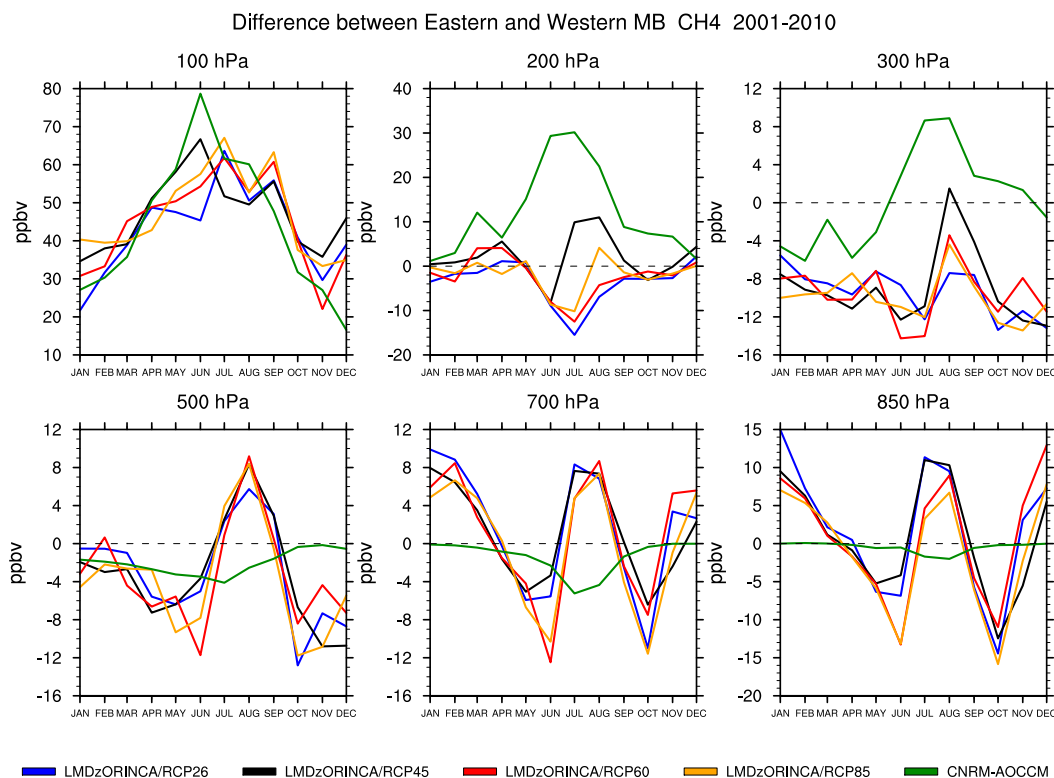 Difference between Eastern and Western MB CH4 2001-2010
100 hPa
200 hPa
300 hPa
80
70
60
50
40
30
20
10
ppbv
JAN FEB MAR APR MAY JUN JUL AUG SEP OCT NOV DEC
40
30
20
10
0
-10
-20
ppbv
JAN FEB MAR APR MAY JUN JUL AUG SEP OCT NOV DEC
12
8
4
0
-4
-8
-12
-16
ppbv
JAN FEB MAR APR MAY JUN JUL AUG SEP OCT NOV DEC
500 hPa
700 hPa
850 hPa
12
8
4
0
-4
-8
-12
-16
ppbv
JAN FEB MAR APR MAY JUN JUL AUG SEP OCT NOV DEC
12
8
4
0
-4
-8
-12
-16
ppbv
JAN FEB MAR APR MAY JUN JUL AUG SEP OCT NOV DEC
15
10
5
0
-5
-10
-15
-20
ppbv
JAN FEB MAR APR MAY JUN JUL AUG SEP OCT NOV DEC
LMDzORINCA/RCP26 LMDzORINCA/RCP45 LMDzORINCA/RCP60 LMDzORINCA/RCP85 CNRM-AOCCM